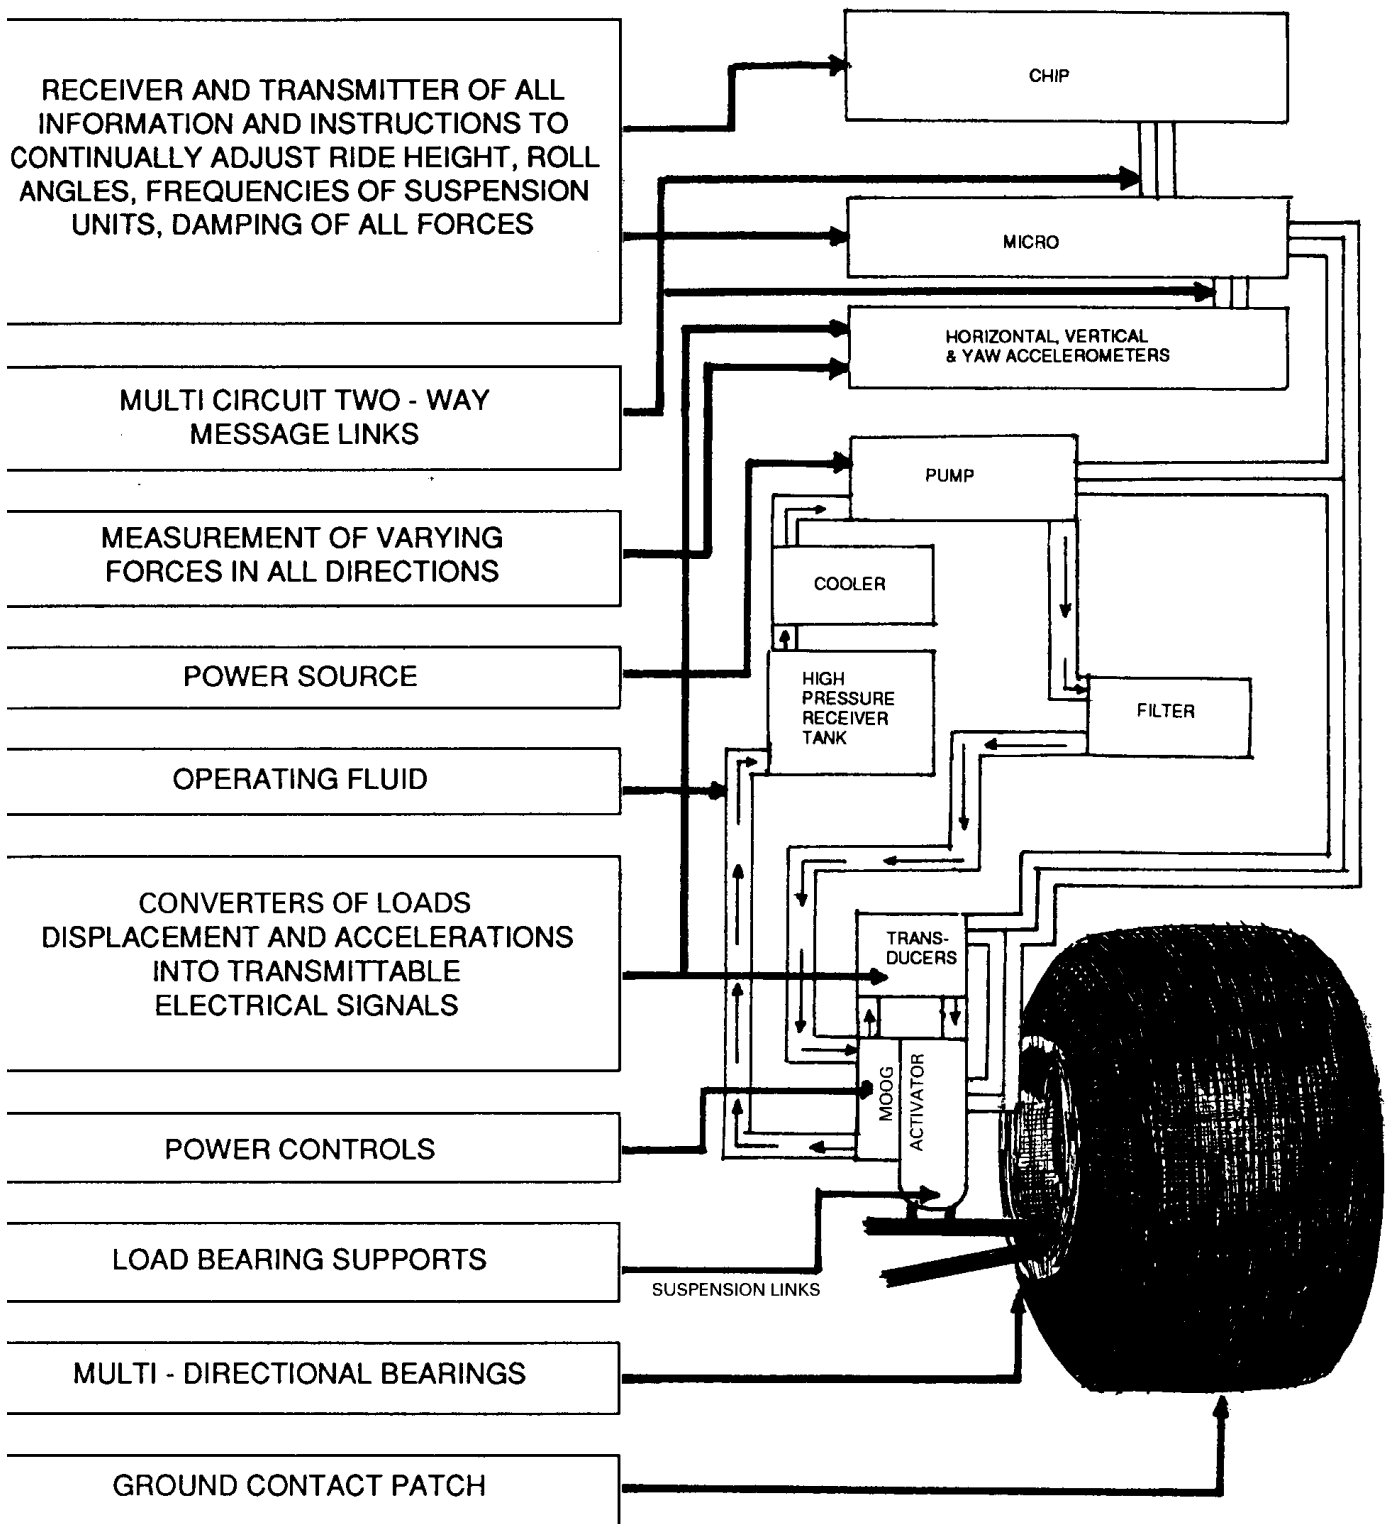 RECEIVER AND TRANSMITTER OF ALL
INFORMATION AND INSTRUCTIONS TO
CONTINUALLY ADJUST RIDE HEIGHT, ROLL
ANGLES, FREQUENCIES OF SUSPENSION
UNITS, DAMPING OF ALL FORCES
MULTI CIRCUIT TWO - WAY
MESSAGE LINKS
MEASUREMENT OF VARYING
FORCES IN ALL DIRECTIONS
POWER SOURCE
OPERATING FLUID
CONVERTERS OF LOADS
DISPLACEMENT AND ACCELERATIONS
INTO TRANSMITTABLE
ELECTRICAL SIGNALS
POWER CONTROLS
LOAD BEARING SUPPORTS
MULTI - DIRECTIONAL BEARINGS
GROUND CONTACT PATCH
CHIP
MICRO
HORIZONTAL, VERTICAL
& YAW ACCELEROMETERS
PUMP
COOLER
HIGH
PRESSURE
RECEIVER
TANK
FILTER
TRANS-
DUCERS
MOOG
ACTIVATOR
SUSPENSION LINKS